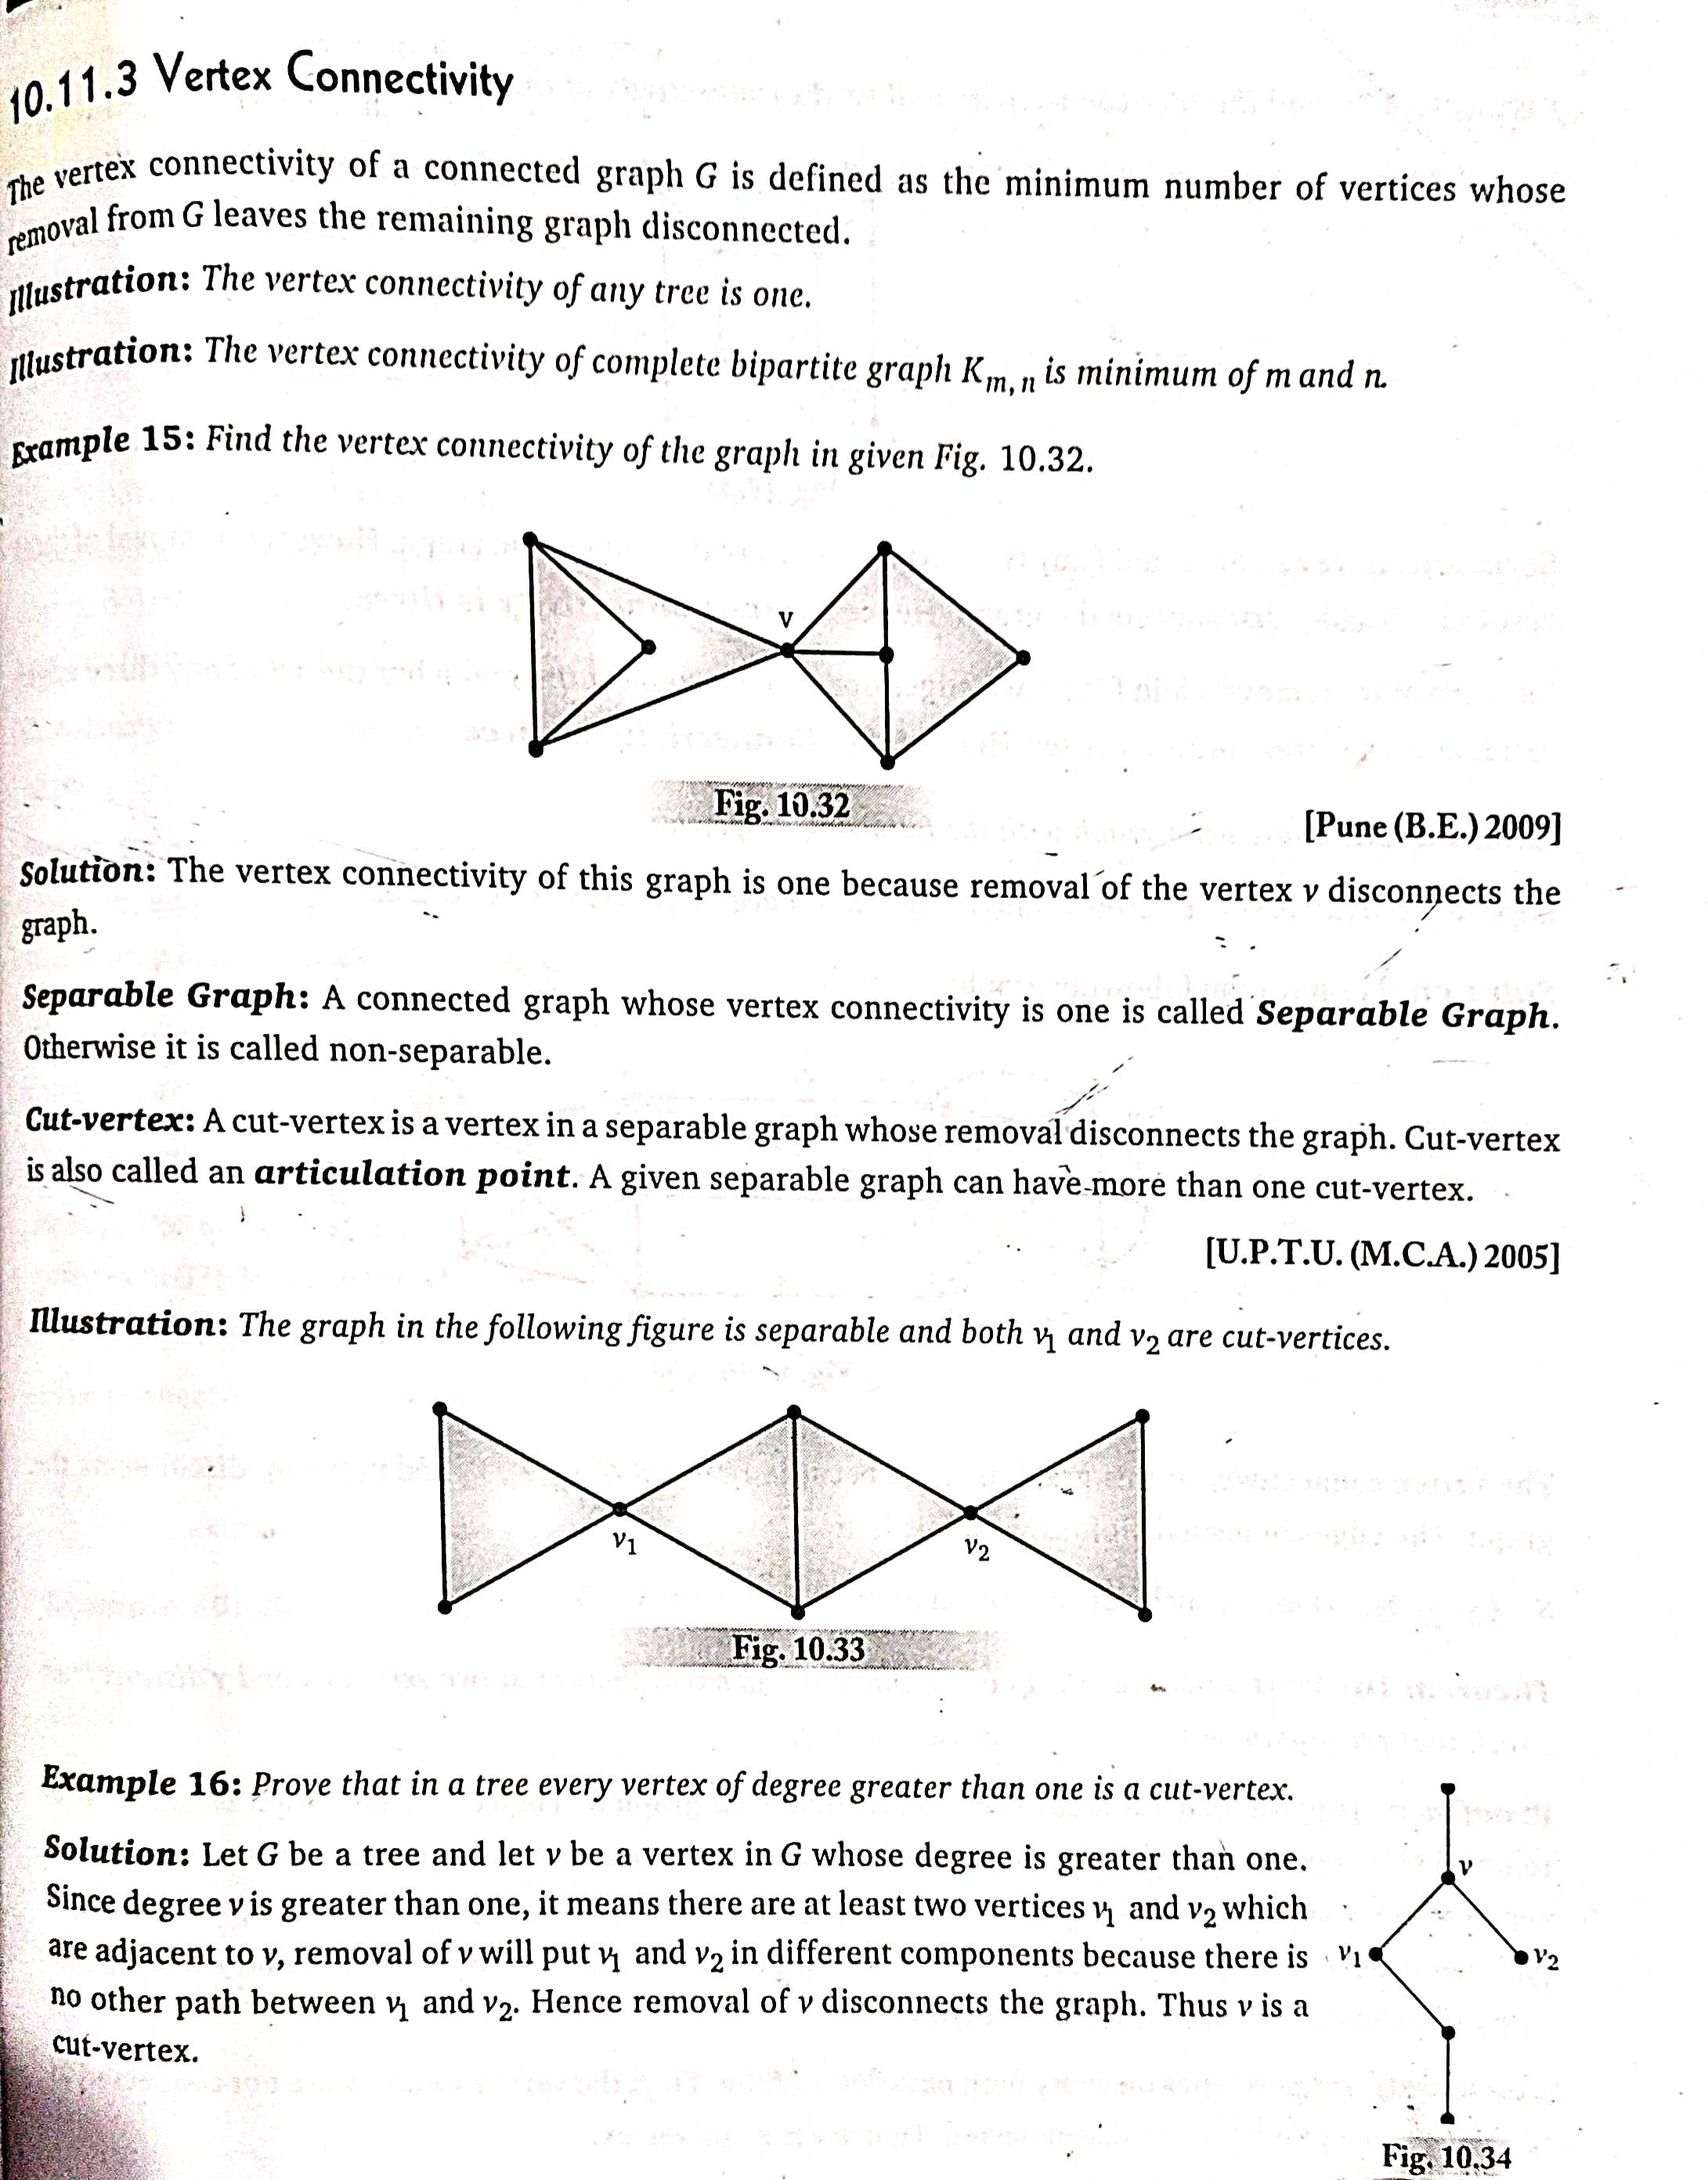 10.11.3 Vertex Connectivity
The vertex connectivity of a connected graph G is defined as the minimum number of vertices whose
removal from G leaves the remaining graph disconnected.
Illustration: The vertex connectivity of any tree is one.
Illustration: The vertex connectivity of complete bipartite graph Km, n is minimum of m and n.
Example 15: Find the vertex connectivity of the graph in given Fig. 10.32.
v
Fig. 10.32
[Pune (B.E.) 2009]
Solution: The vertex connectivity of this graph is one because removal of the vertex v disconnects the
graph.
Separable Graph: A connected graph whose vertex connectivity is one is called Separable Graph.
Otherwise it is called non-separable.
Cut-vertex: A cut-vertex is a vertex in a separable graph whose removal disconnects the graph. Cut-vertex
is also called an articulation point. A given separable graph can have more than one cut-vertex.
[U.P.T.U. (M.C.A.) 2005]
Illustration: The graph in the following figure is separable and both v1 and v2 are cut-vertices.
v1
v2
Fig. 10.33
Example 16: Prove that in a tree every vertex of degree greater than one is a cut-vertex.
Solution: Let G be a tree and let v be a vertex in G whose degree is greater than one.
Since degree v is greater than one, it means there are at least two vertices v1 and v2 which
are adjacent to v, removal of v will put v1 and v2 in different components because there is
no other path between v1 and v2. Hence removal of v disconnects the graph. Thus v is a
cut-vertex.
v
v1
v2
Fig. 10.34